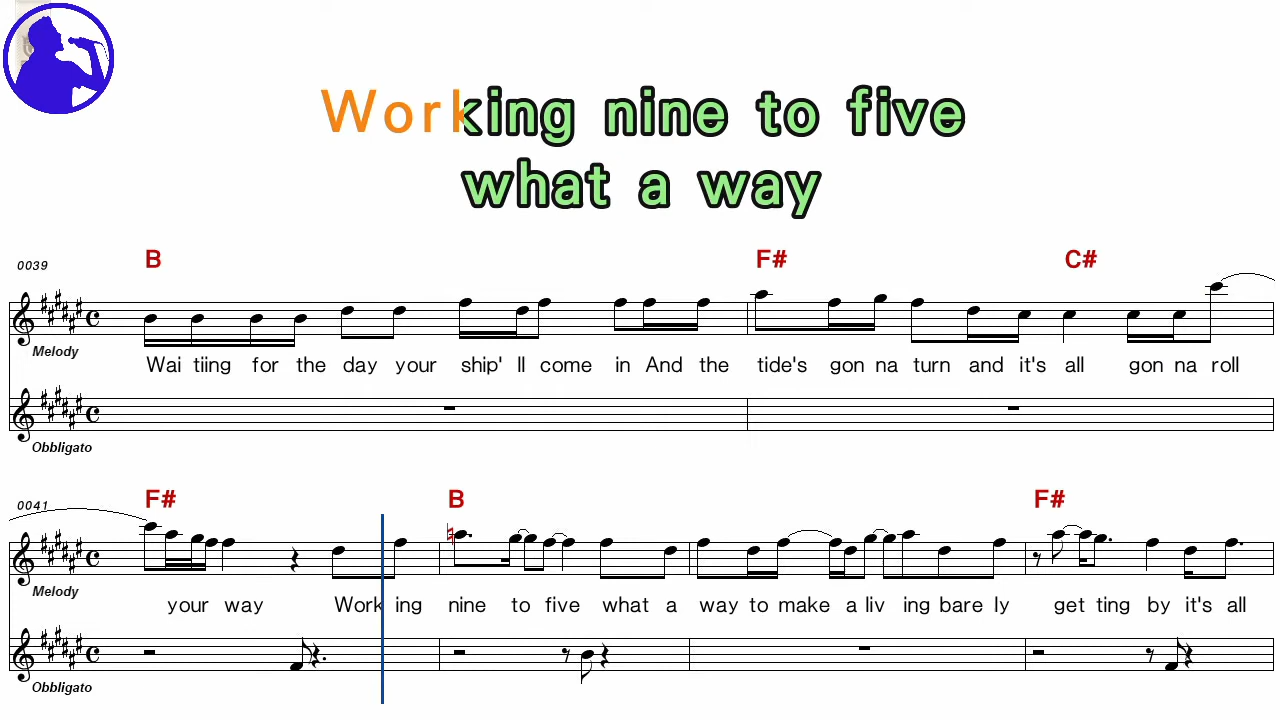 Working nine to five
what a way
B F# C#
0039
Melody
Wai tiing for the day your ship' ll come in And the tide's gon na turn and it's all gon na roll
Obbligato
F# B F#
0041
Melody
your way Work ing nine to five what a way to make a liv ing bare ly get ting by it's all
Obbligato